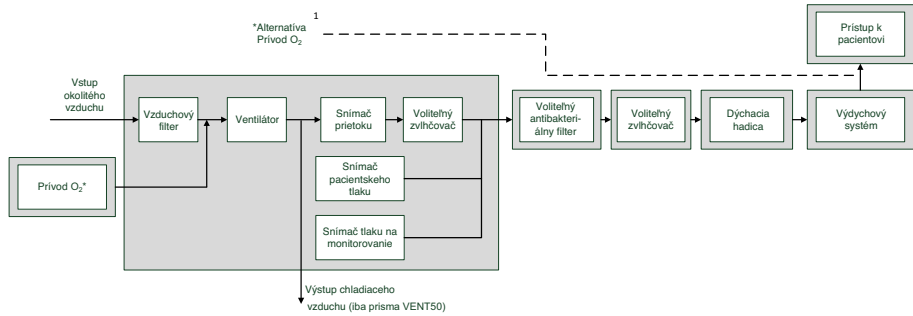 1
*Alternatíva
Prívod O₂
Prístup k
pacientovi
Vstup
okolitého
vzduchu
Vzduchový
filter
Ventilátor
Snímač
prietoku
Voliteľný
zvlhčovač
Voliteľný
antibakteri-
álny filter
Voliteľný
zvlhčovač
Dýchacia
hadica
Výdychový
systém
Prívod O₂*
Snímač
pacientskeho
tlaku
Snímač tlaku na
monitorovanie
Výstup chladiaceho
vzduchu (iba prisma VENT50)